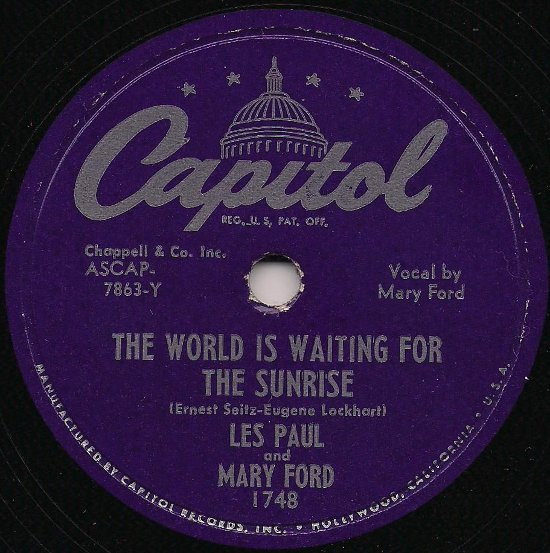 Capitol
REG. U. S. PAT. OFF.
Chappell & Co. Inc.
ASCAP-
7863-Y
Vocal by
Mary Ford
THE WORLD IS WAITING FOR
THE SUNRISE
(Ernest Seitz-Eugene Lockhart)
LES PAUL
and
MARY FORD
1748
MANUFACTURED BY CAPITOL RECORDS, INC. • HOLLYWOOD, CALIFORNIA • U.S.A.